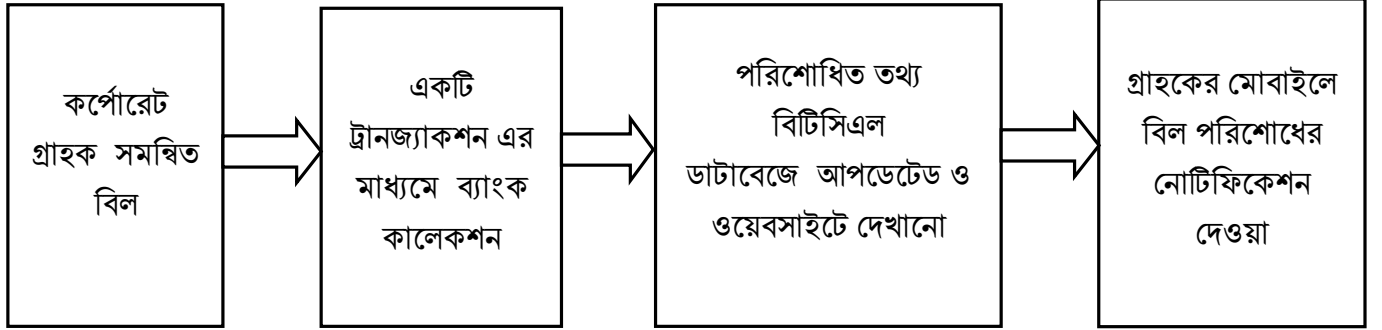 কর্পোরেট
গ্রাহক সমন্বিত
বিল
একটি
ট্রানজ্যাকশন এর
মাধ্যমে ব্যাংক
কালেকশন
পরিশোধিত তথ্য
বিটিসিএল
ডাটাবেজে আপডেটেড ও
ওয়েবসাইটে দেখানো
গ্রাহকের মোবাইলে
বিল পরিশোধের
নোটিফিকেশন
দেওয়া